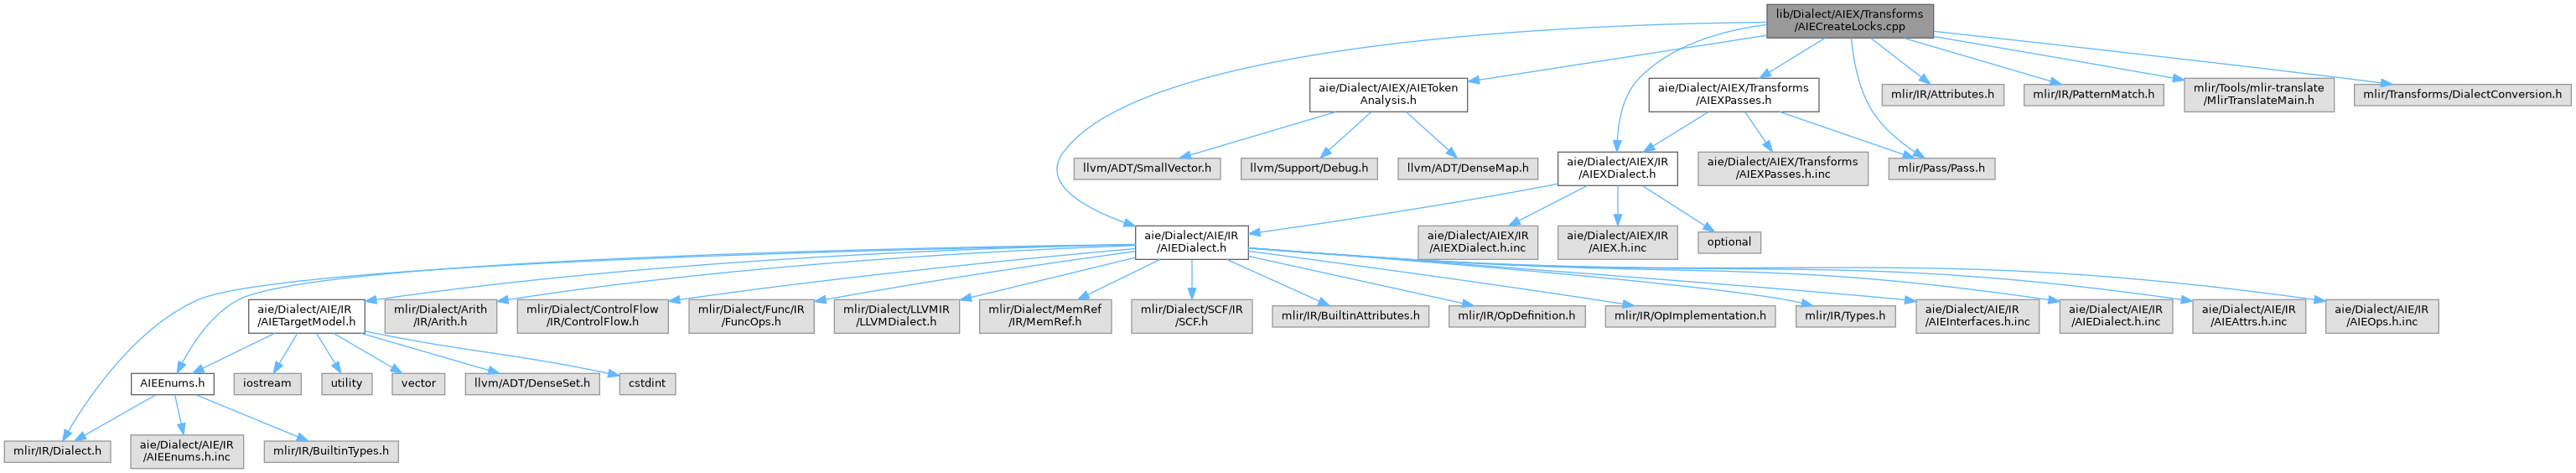 lib/Dialect/AIEX/Transforms
/AIECreateLocks.cpp
aie/Dialect/AIEX/AIEToken
Analysis.h
aie/Dialect/AIEX/Transforms
/AIEXPasses.h
mlir/IR/Attributes.h
mlir/IR/PatternMatch.h
mlir/Tools/mlir-translate
/MlirTranslateMain.h
mlir/Transforms/DialectConversion.h
llvm/ADT/SmallVector.h
llvm/Support/Debug.h
llvm/ADT/DenseMap.h
aie/Dialect/AIEX/IR
/AIEXDialect.h
aie/Dialect/AIEX/Transforms
/AIEXPasses.h.inc
mlir/Pass/Pass.h
aie/Dialect/AIE/IR
/AIEDialect.h
aie/Dialect/AIEX/IR
/AIEXDialect.h.inc
aie/Dialect/AIEX/IR
/AIEX.h.inc
optional
aie/Dialect/AIE/IR
/AIETargetModel.h
mlir/Dialect/Arith
/IR/Arith.h
mlir/Dialect/ControlFlow
/IR/ControlFlow.h
mlir/Dialect/Func/IR
/FuncOps.h
mlir/Dialect/LLVMIR
/LLVMDialect.h
mlir/Dialect/MemRef
/IR/MemRef.h
mlir/Dialect/SCF/IR
/SCF.h
mlir/IR/BuiltinAttributes.h
mlir/IR/OpDefinition.h
mlir/IR/OpImplementation.h
mlir/IR/Types.h
aie/Dialect/AIE/IR
/AIEInterfaces.h.inc
aie/Dialect/AIE/IR
/AIEDialect.h.inc
aie/Dialect/AIE/IR
/AIEAttrs.h.inc
aie/Dialect/AIE/IR
/AIEOps.h.inc
AIEEnums.h
iostream
utility
vector
llvm/ADT/DenseSet.h
cstdint
mlir/IR/Dialect.h
aie/Dialect/AIE/IR
/AIEEnums.h.inc
mlir/IR/BuiltinTypes.h